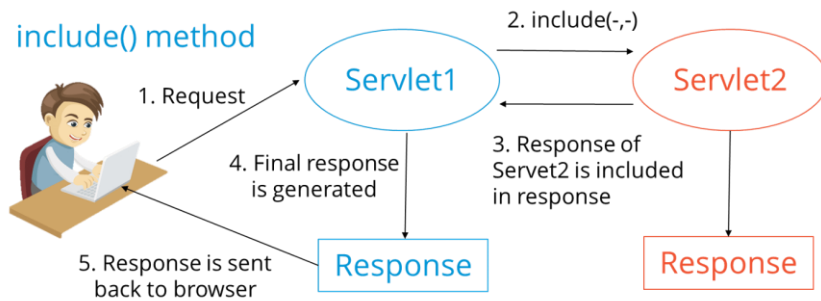 include() method
2. include(-,-)
Servlet1
Servlet2
1. Request
3. Response of
Servet2 is included
in response
4. Final response
is generated
Response
Response
5. Response is sent
back to browser